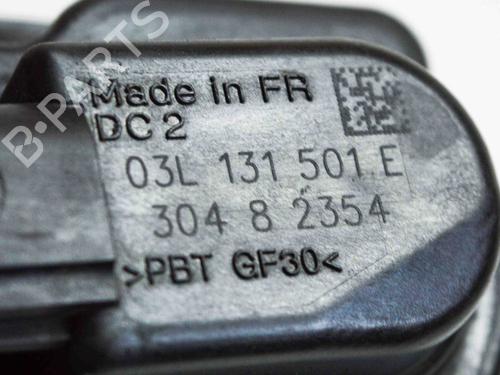 B-PARTS
Made in FR
DC 2
03L 131 501 E
304 8 2354
>PBT GF30<